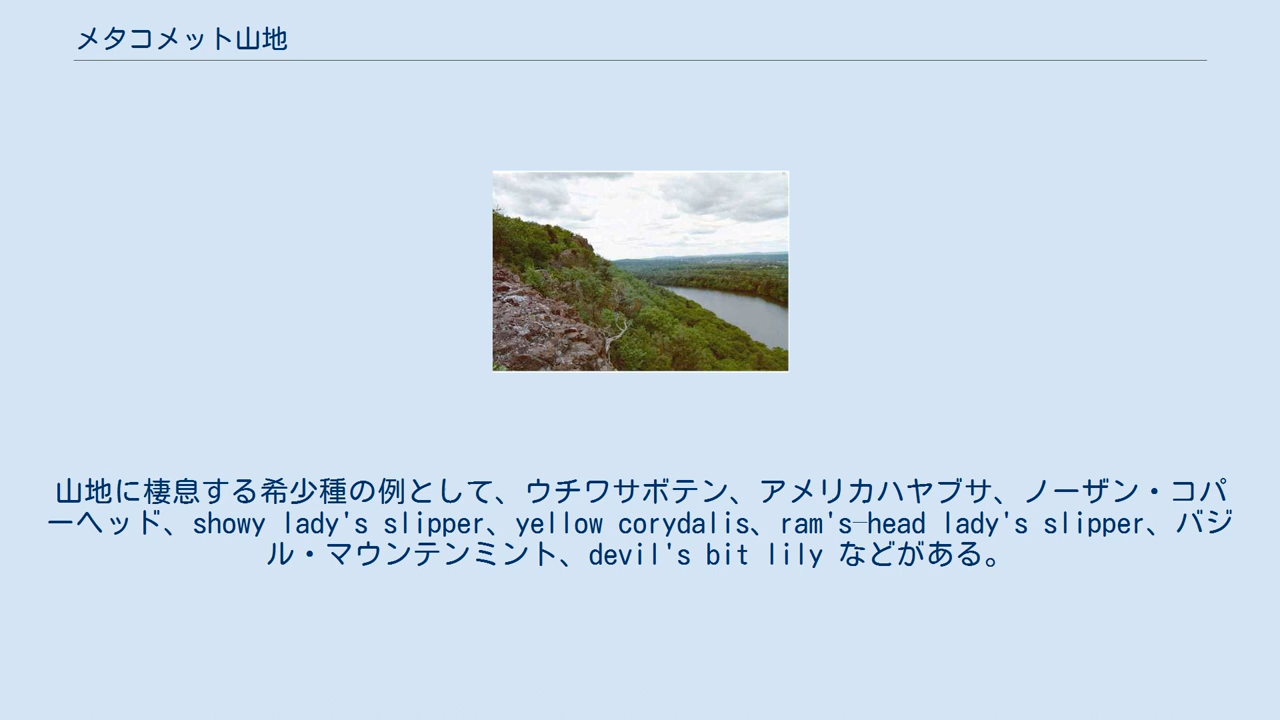 メタコメット山地
山地に棲息する希少種の例として、ウチワサボテン、アメリカハヤブサ、ノーザン・コパ
ーヘッド、showy lady's slipper、yellow corydalis、ram's-head lady's slipper、バジ
ル・マウンテンミント、devil's bit lily などがある。